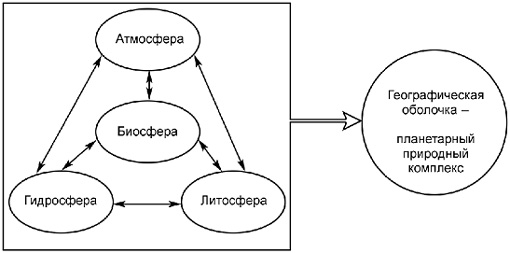 Атмосфера
Биосфера
Гидросфера
Литосфера
Географическая
оболочка –
планетарный
природный
комплекс